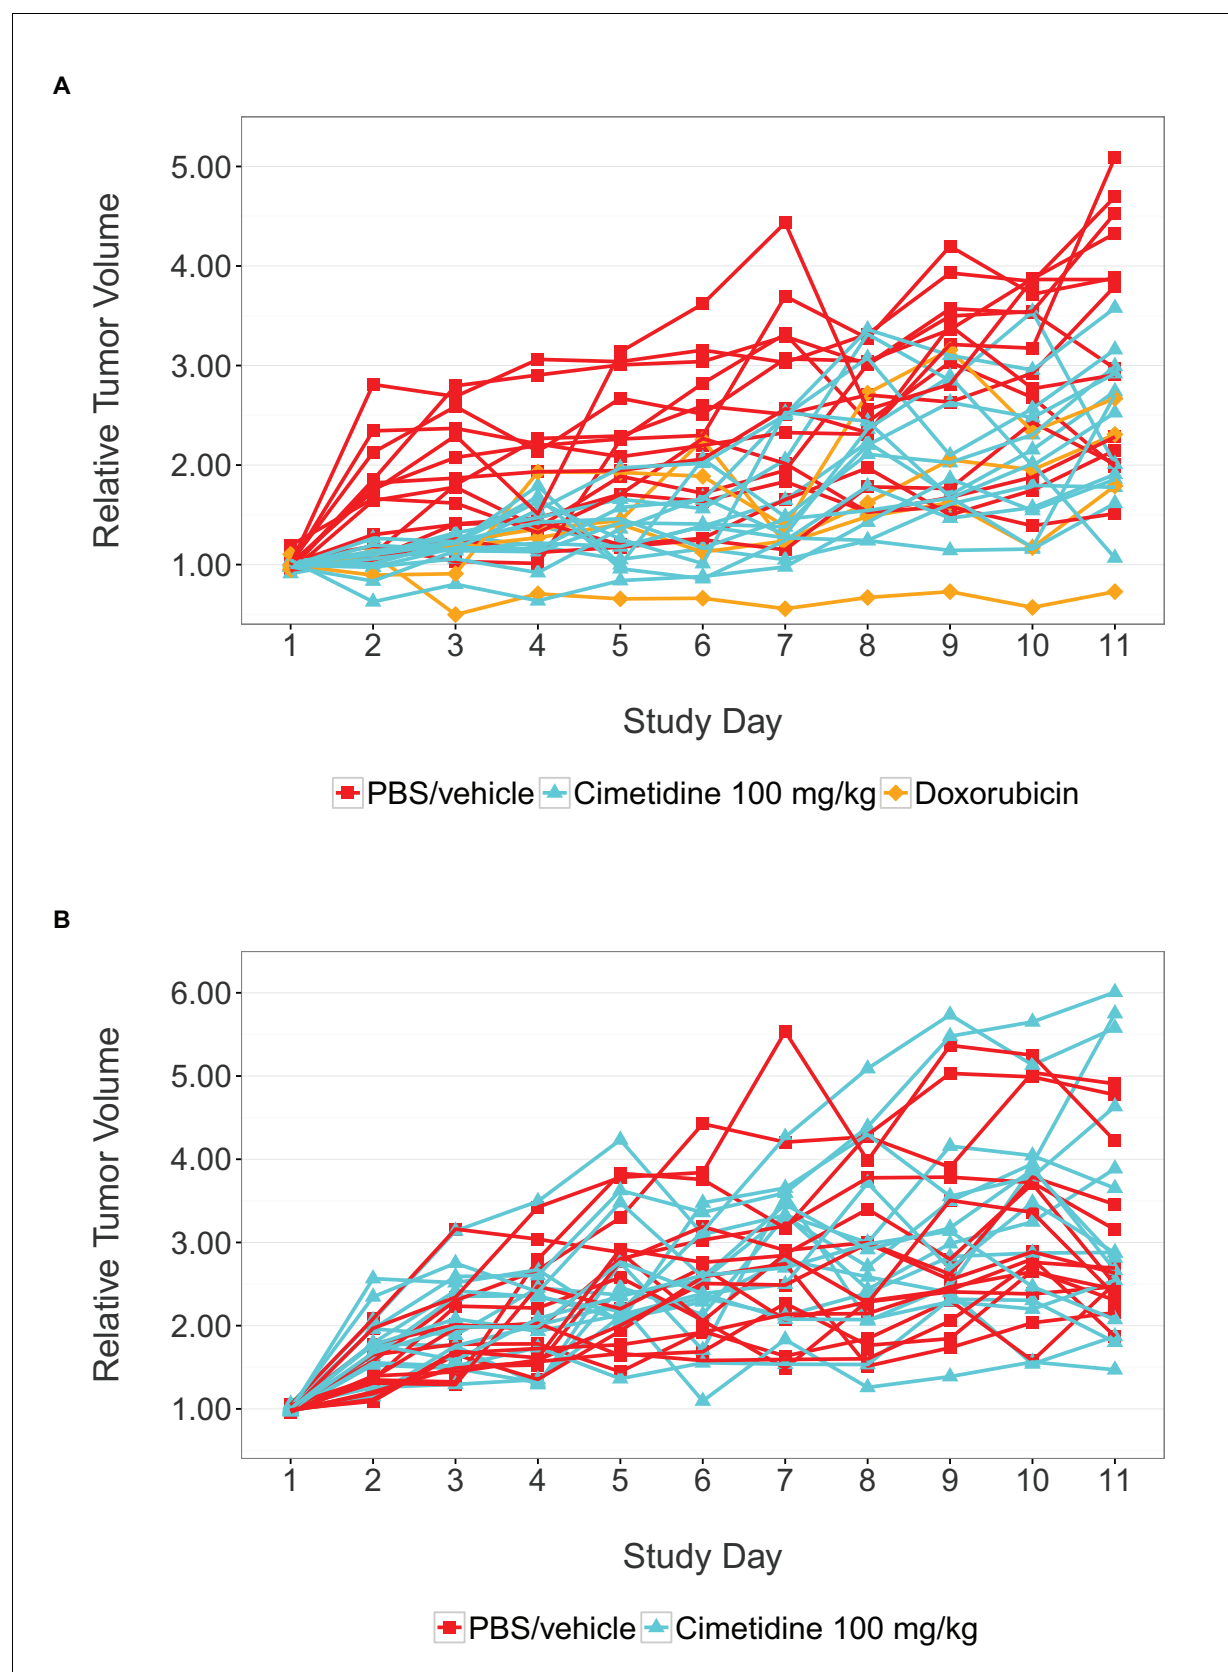 A
5.00
4.00
3.00
2.00
1.00
Relative Tumor Volume
1 2 3 4 5 6 7 8 9 10 11
Study Day
PBS/vehicle Cimetidine 100 mg/kg Doxorubicin
B
6.00
5.00
4.00
3.00
2.00
1.00
Relative Tumor Volume
1 2 3 4 5 6 7 8 9 10 11
Study Day
PBS/vehicle Cimetidine 100 mg/kg